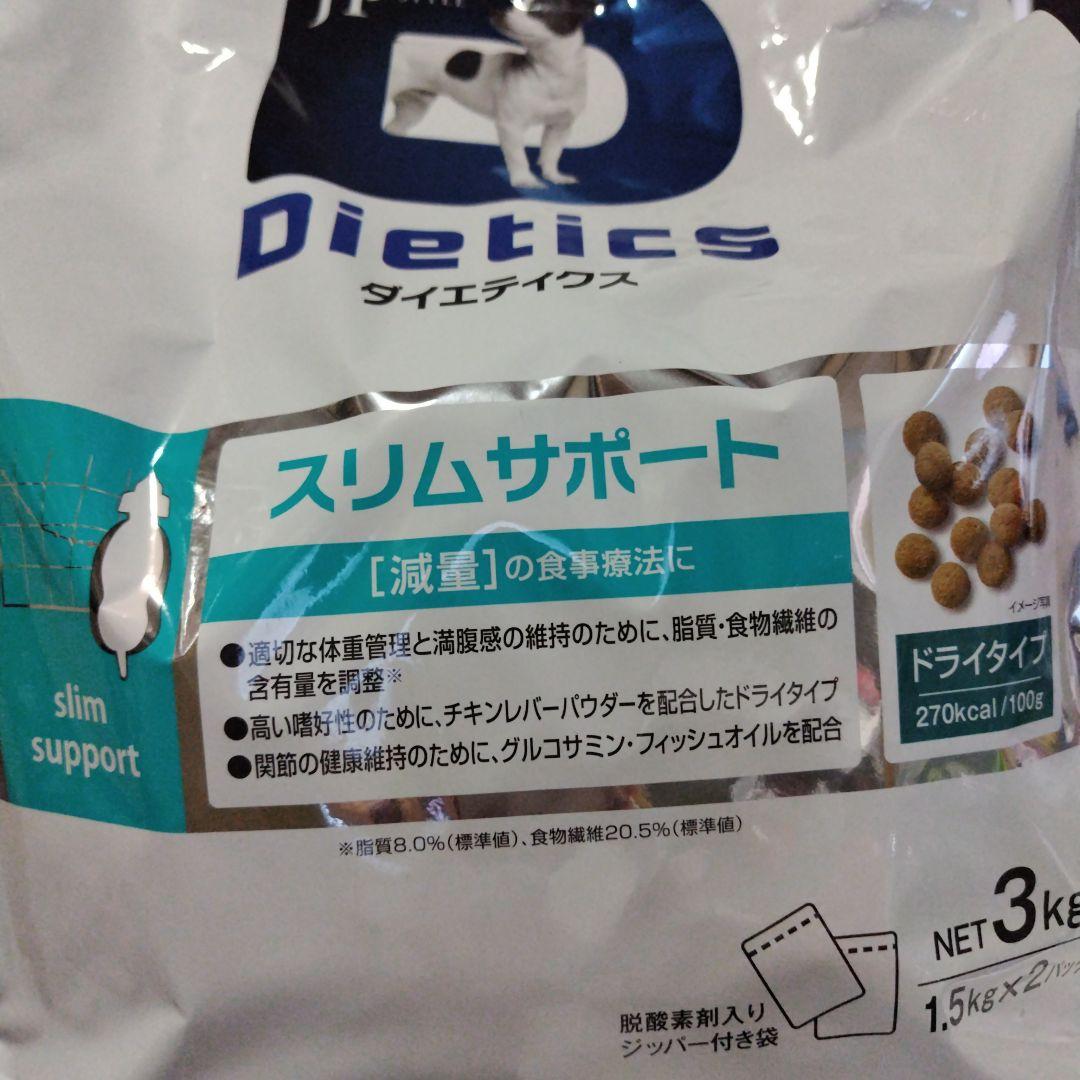 Dietics
ダイエティクス
スリムサポート
[減量]の食事療法に
●適切な体重管理と満腹感の維持のために、脂質・食物繊維の
含有量を調整※
●高い嗜好性のために、チキンレバーパウダーを配合したドライタイプ
●関節の健康維持のために、グルコサミン・フィッシュオイルを配合
イメージ写真
ドライタイプ
270kcal/100g
slim
support
※脂質8.0%(標準値)、食物繊維20.5%(標準値)
NET 3kg
1.5kg×2パック
脱酸素剤入り
ジッパー付き袋